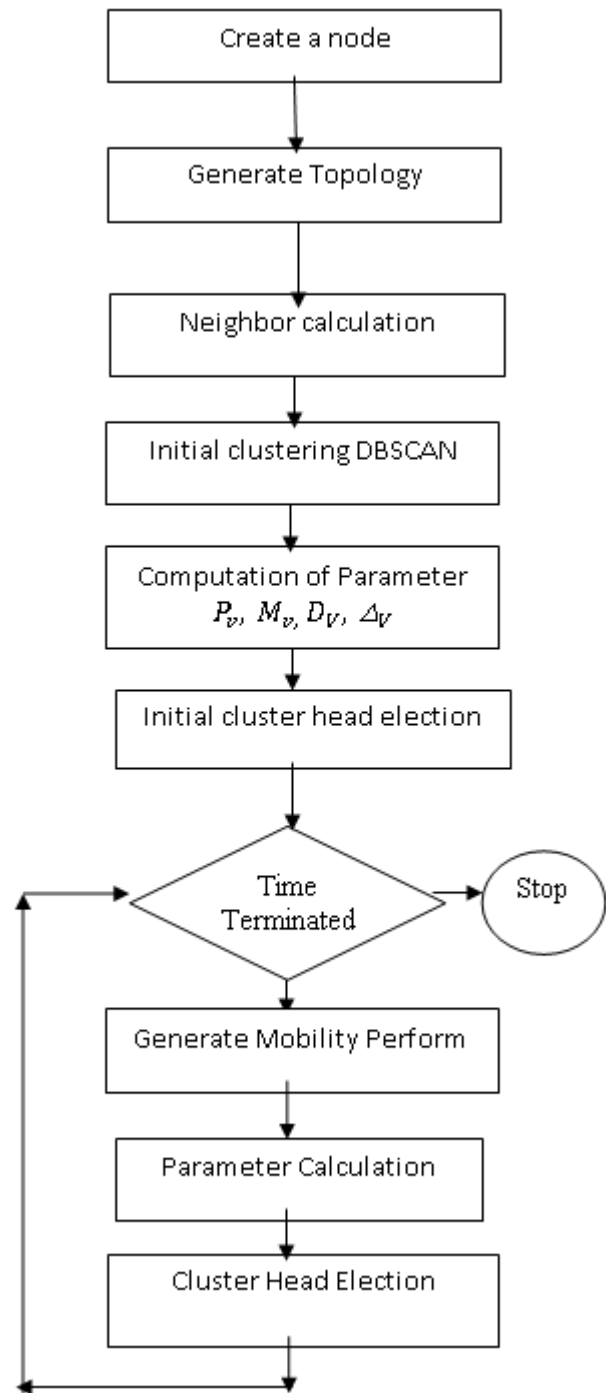 Create a node
Generate Topology
Neighbor calculation
Initial clustering DBSCAN
Computation of Parameter
Pv, Mv, DV, ΔV
Initial cluster head election
Time
Terminated
Stop
Generate Mobility Perform
Parameter Calculation
Cluster Head Election